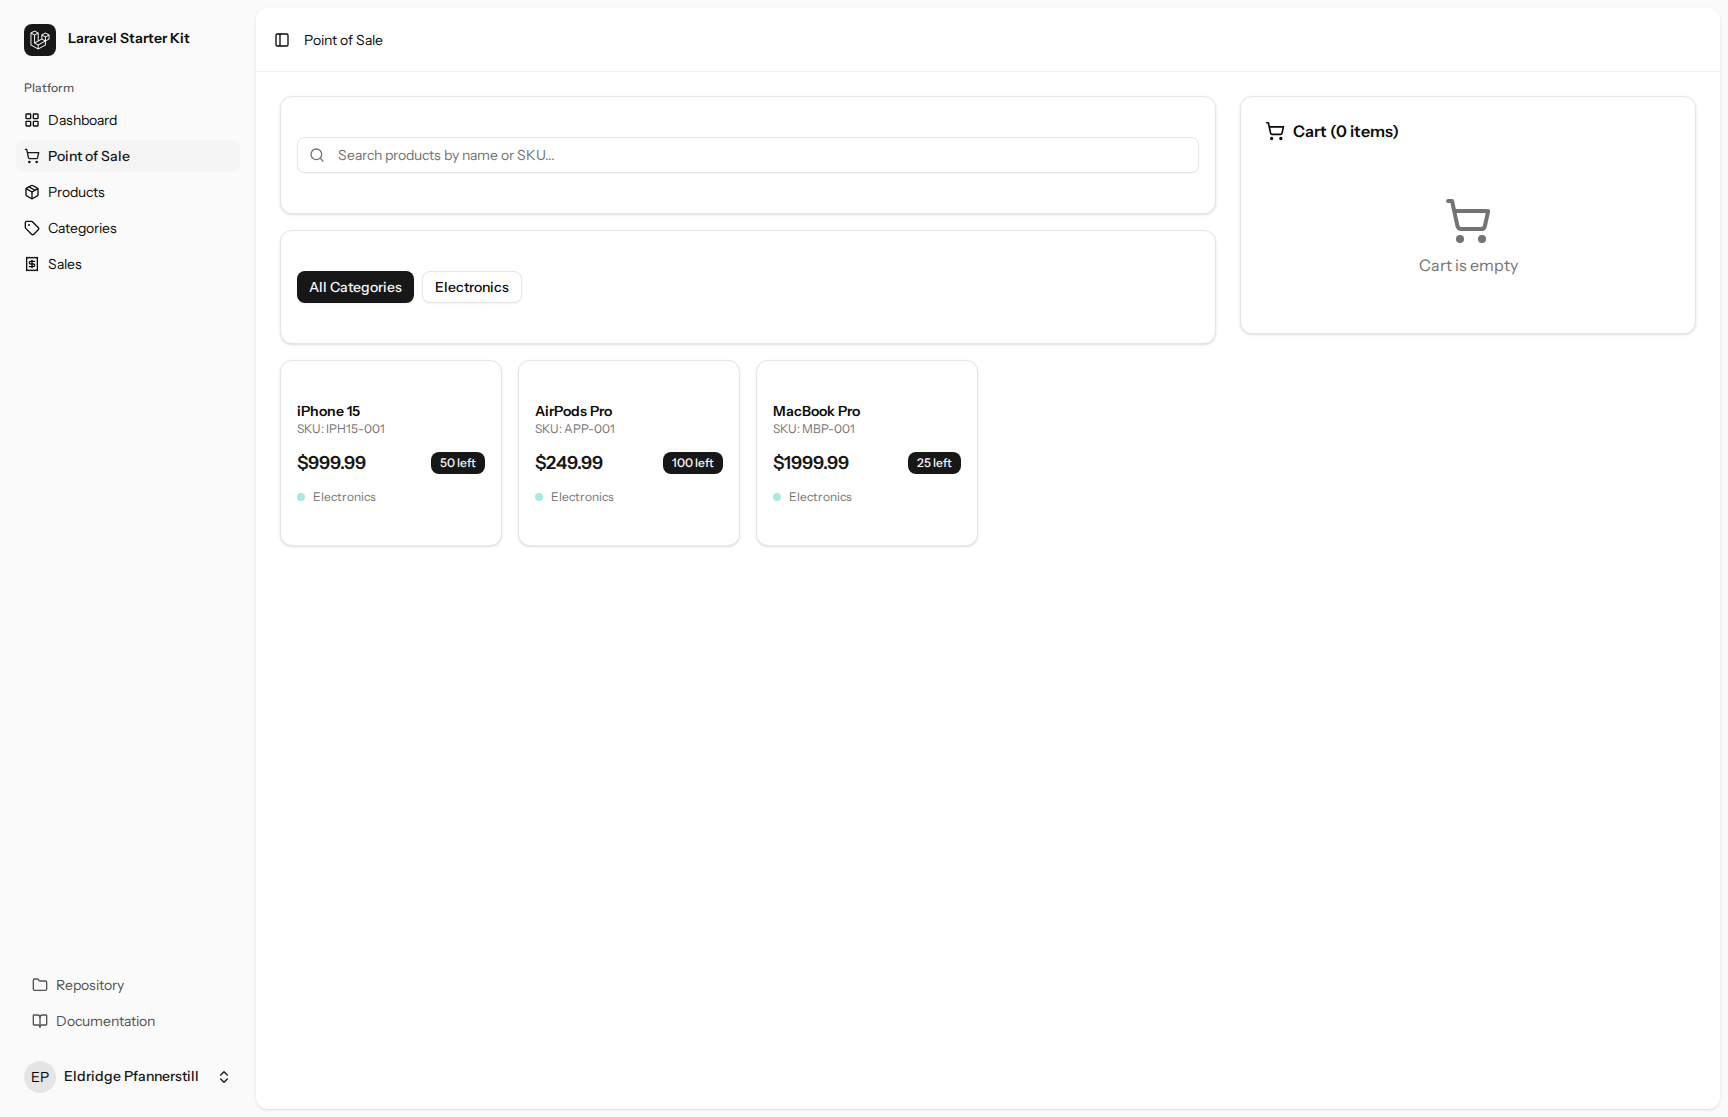 Laravel Starter Kit
Platform
Dashboard
Point of Sale
Products
Categories
Sales
Repository
Documentation
EP Eldridge Pfannerstill
Point of Sale
Search products by name or SKU...
All Categories Electronics
iPhone 15
SKU: IPH15-001
$999.99 50 left
Electronics
AirPods Pro
SKU: APP-001
$249.99 100 left
Electronics
MacBook Pro
SKU: MBP-001
$1999.99 25 left
Electronics
Cart (0 items)
Cart is empty